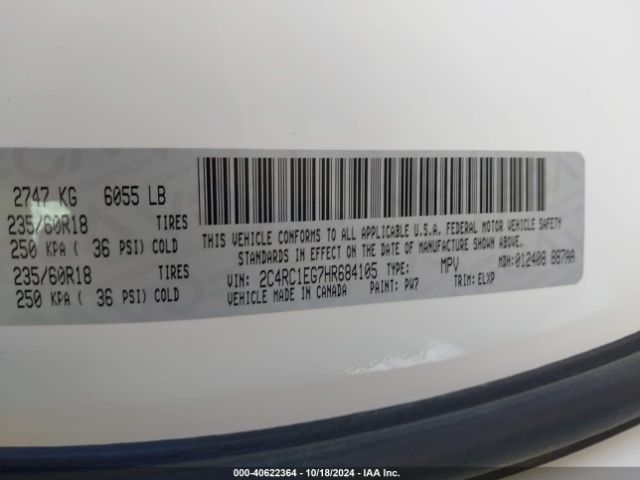 2747 KG 6055 LB
235/60R18 TIRES
250 KPA ( 36 PSI) COLD
235/60R18 TIRES
250 KPA ( 36 PSI) COLD
THIS VEHICLE CONFORMS TO ALL APPLICABLE U.S.A. FEDERAL MOTOR VEHICLE SAFETY
STANDARDS IN EFFECT ON THE DATE OF MANUFACTURE SHOWN ABOVE.
VIN: 2C4RC1EG7HR684105 TYPE: MPV MDH:012408 887AA
VEHICLE MADE IN CANADA PAINT: PW7 TRIM: ELXP
000-40622364 | 10/18/2024 | IAA Inc.